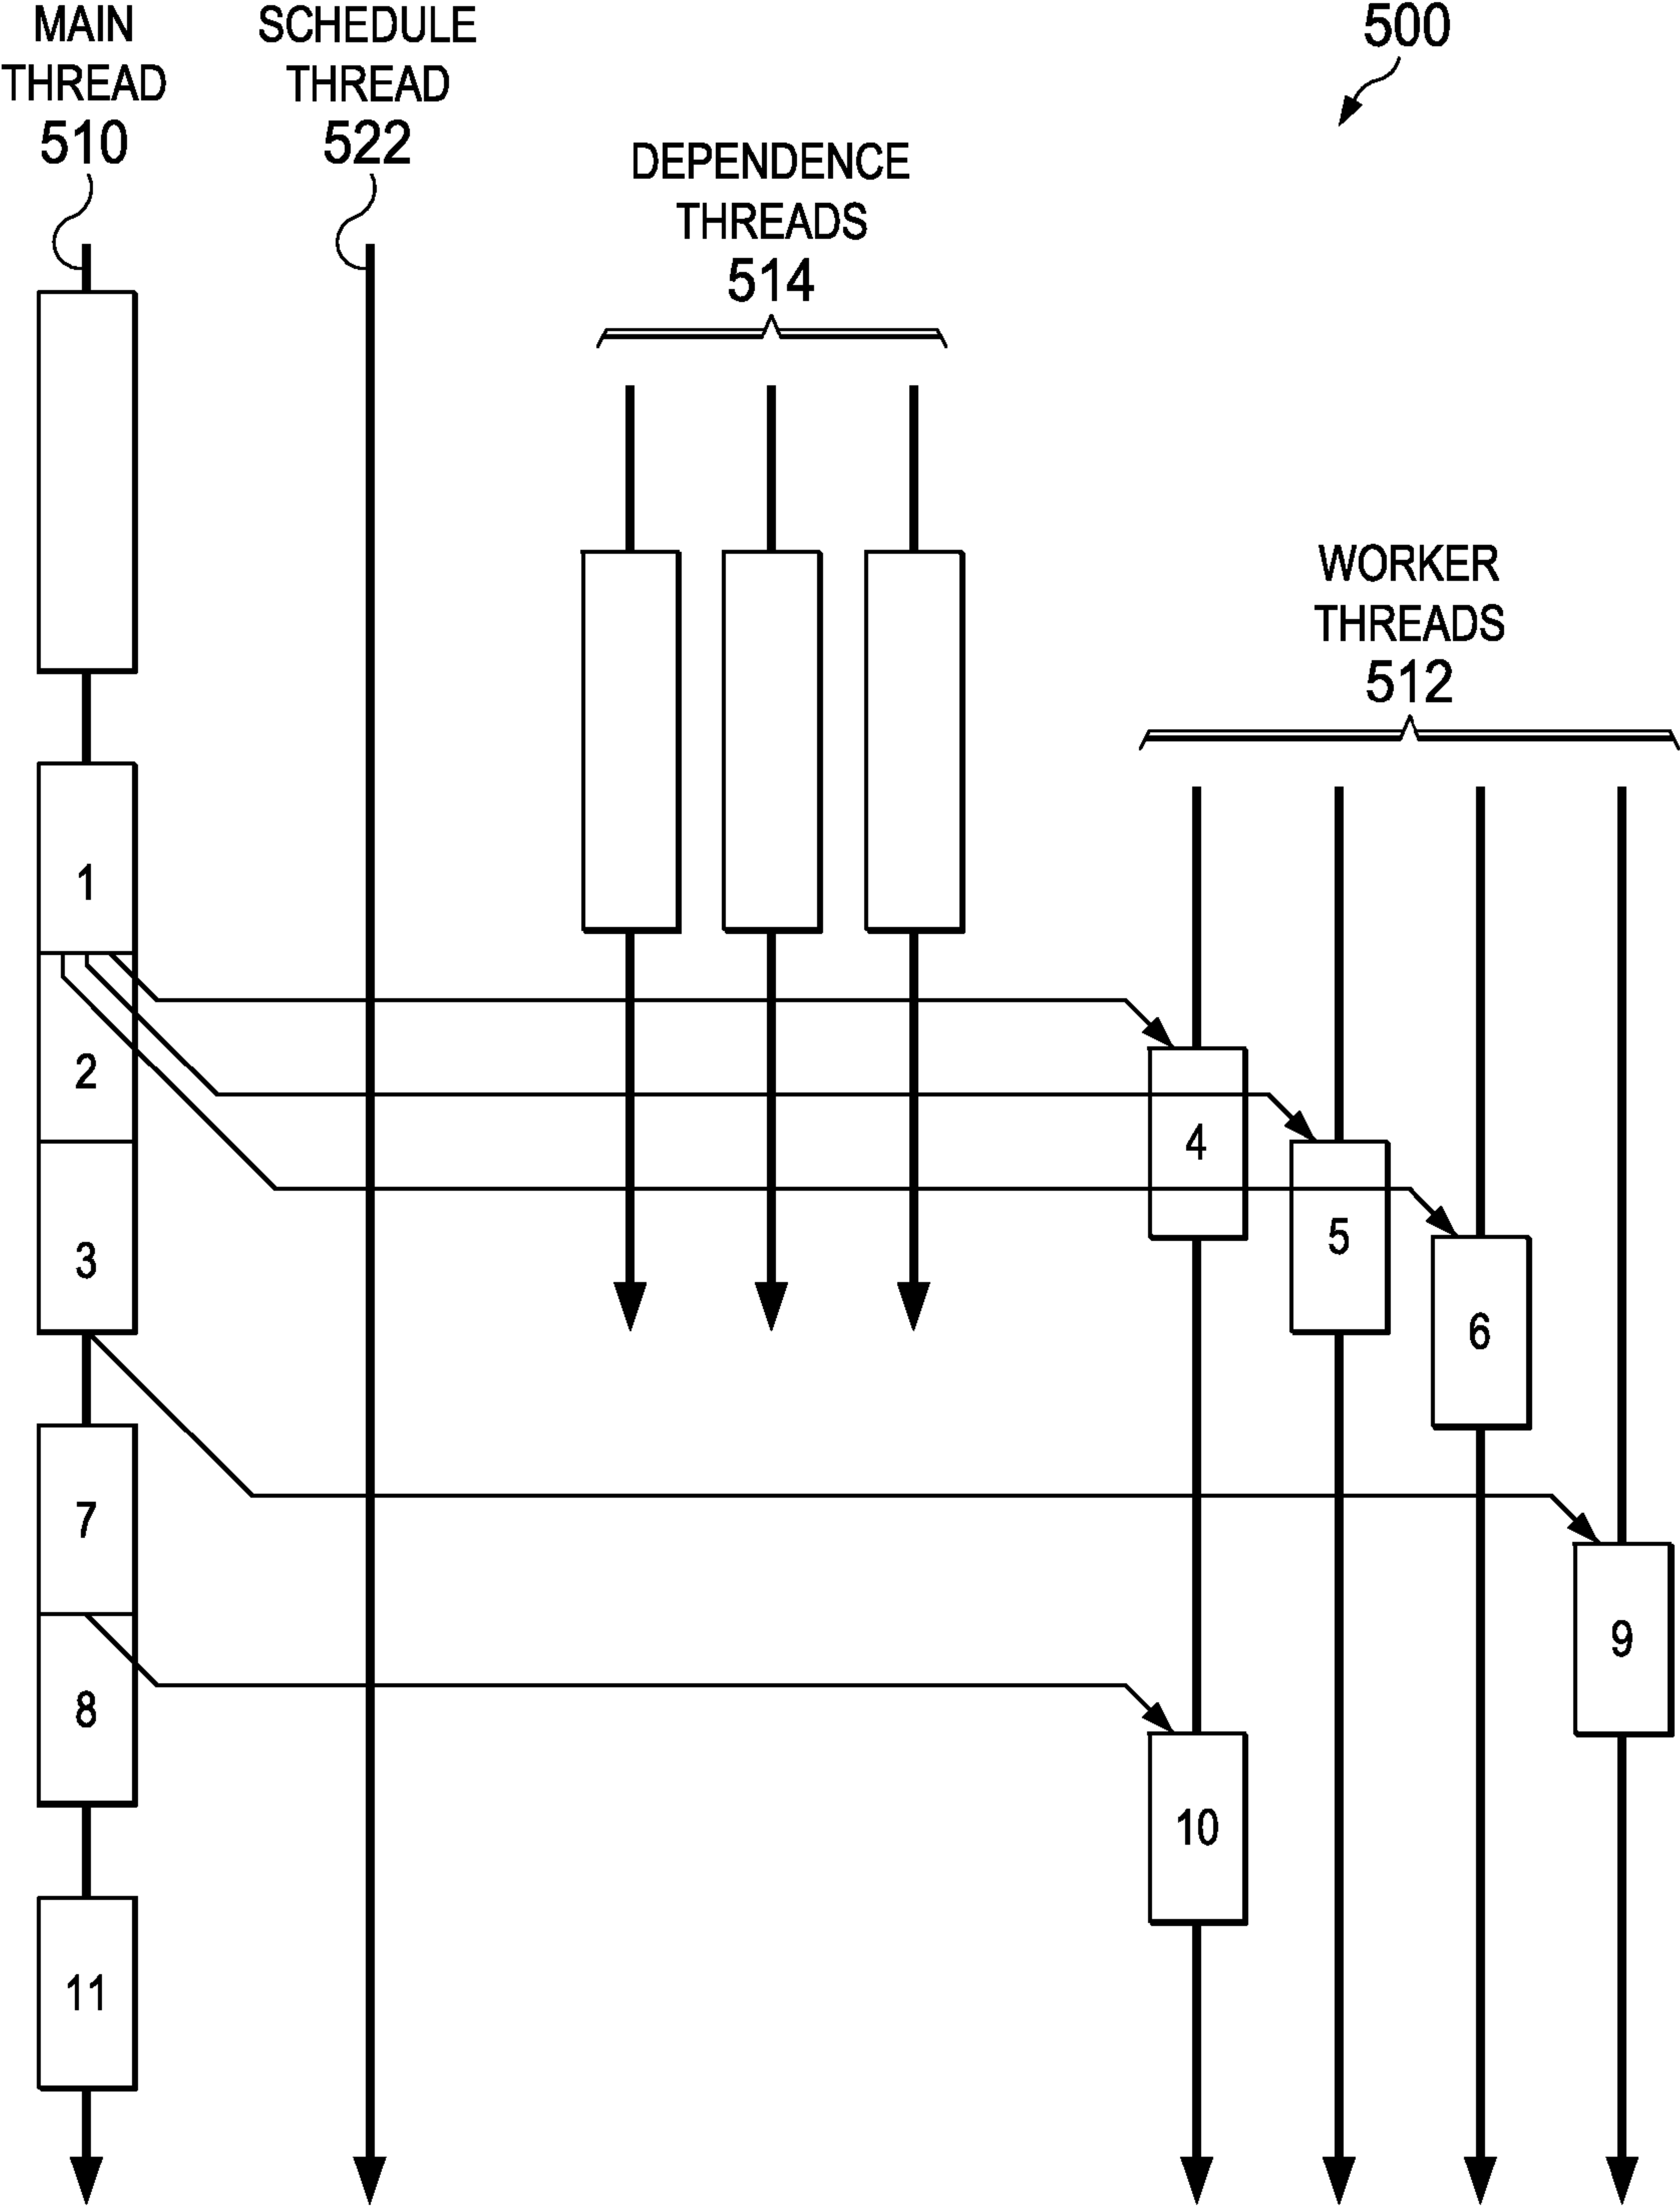 MAIN
THREAD
510
SCHEDULE
THREAD
522
500
DEPENDENCE
THREADS
514
WORKER
THREADS
512
1
2
3
4
5
6
7
8
9
10
11